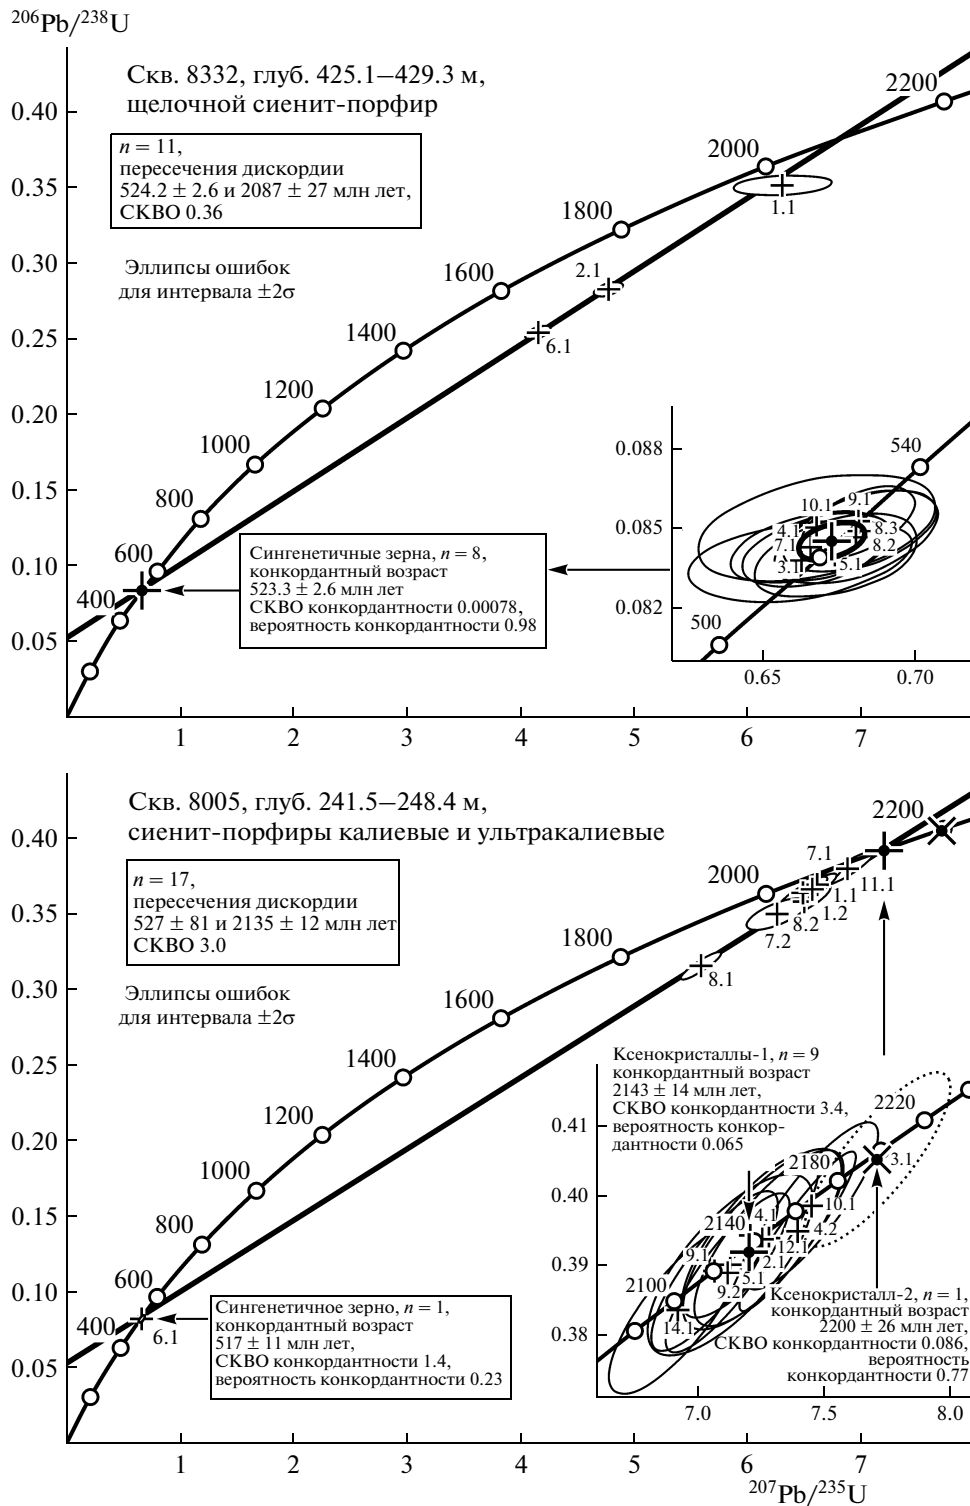 ²⁰⁶Pb/²³⁸U
Скв. 8332, глуб. 425.1–429.3 м,
щелочной сиенит-порфир
n = 11,
пересечения дискордии
524.2 ± 2.6 и 2087 ± 27 млн лет,
СКВО 0.36
Эллипсы ошибок
для интервала ±2σ
0.40
0.35
0.30
0.25
0.20
0.15
0.10
0.05
400
600
800
1000
1200
1400
1600
1800
2000
2200
1.1
2.1
6.1
Сингенетичные зерна, n = 8,
конкордантный возраст
523.3 ± 2.6 млн лет
СКВО конкордантности 0.00078,
вероятность конкордантности 0.98
0.088
0.085
0.082
540
500
10.1
9.1
4.1
8.3
7.1
8.2
3.1
5.1
0.65
0.70
1
2
3
4
5
6
7
Скв. 8005, глуб. 241.5–248.4 м,
сиенит-порфиры калиевые и ультракалиевые
n = 17,
пересечения дискордии
527 ± 81 и 2135 ± 12 млн лет
СКВО 3.0
Эллипсы ошибок
для интервала ±2σ
0.40
0.35
0.30
0.25
0.20
0.15
0.10
0.05
400
600
800
1000
1200
1400
1600
1800
2000
2200
7.1
11.1
1.1
1.2
8.2
7.2
8.1
6.1
Сингенетичное зерно, n = 1,
конкордантный возраст
517 ± 11 млн лет,
СКВО конкордантности 1.4,
вероятность конкордантности 0.23
Ксенокристаллы-1, n = 9
конкордантный возраст
2143 ± 14 млн лет,
СКВО конкордантности 3.4,
вероятность конкор-
дантности 0.065
0.41
0.40
0.39
0.38
2220
2180
2140
2100
3.1
10.1
4.1
4.2
12.1
9.1
2.1
5.1
9.2
14.1
Ксенокристалл-2, n = 1,
конкордантный возраст
2200 ± 26 млн лет,
СКВО конкордантности 0.086,
вероятность
конкордантности 0.77
7.0
7.5
8.0
1
2
3
4
5
6
7
²⁰⁷Pb/²³⁵U